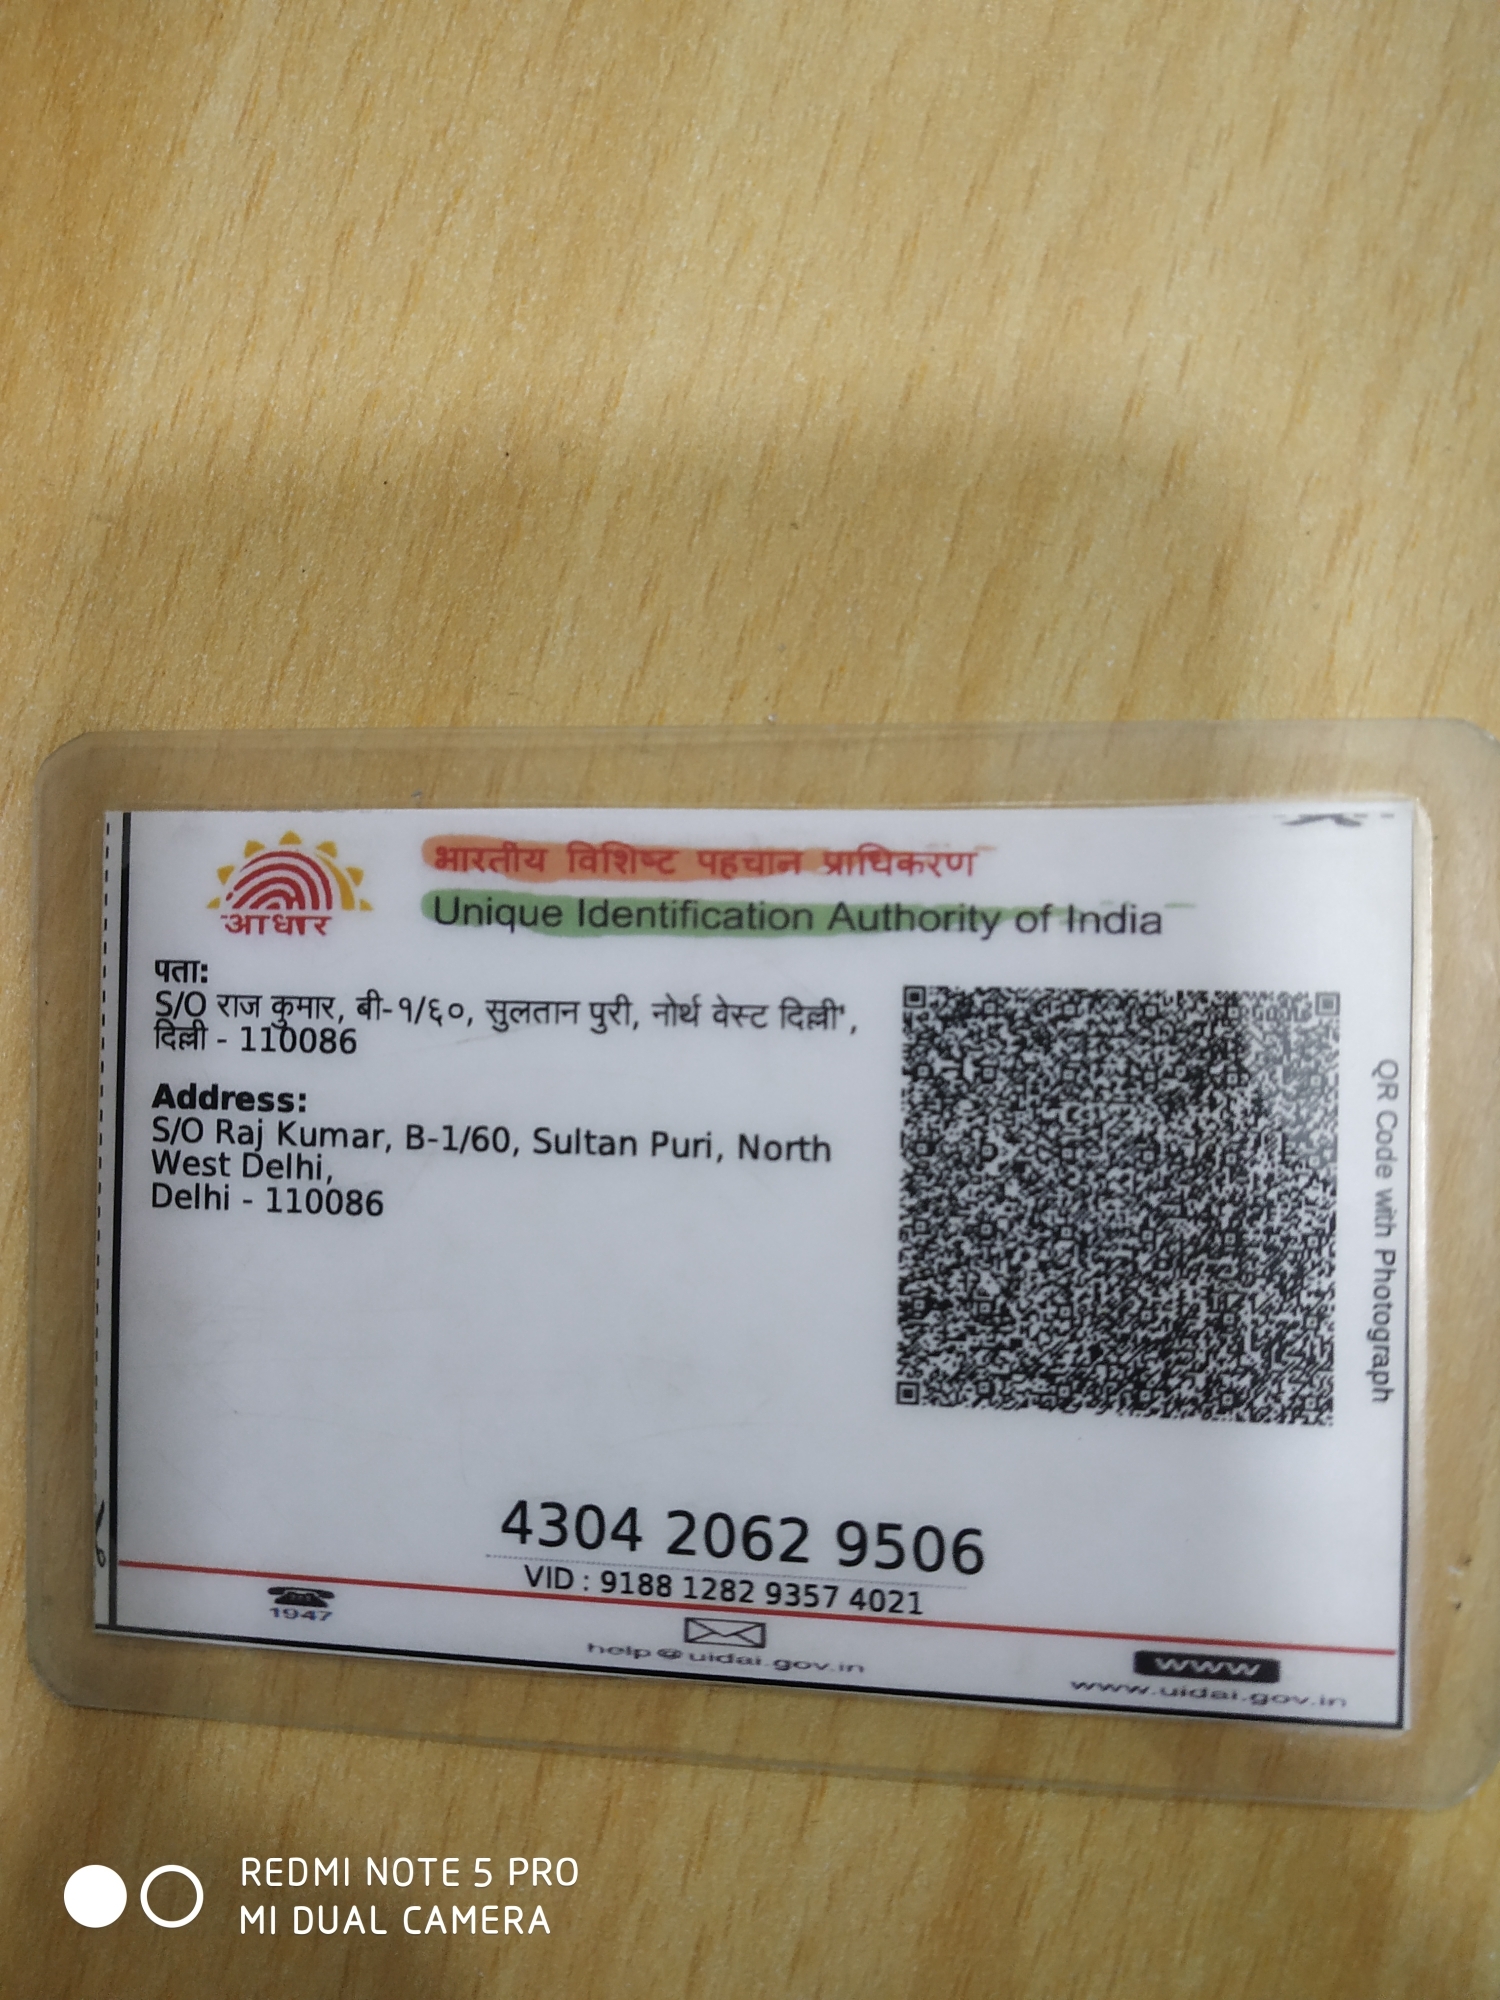 आधार
भारतीय विशिष्ट पहचान प्राधिकरण
Unique Identification Authority of India
पता:
S/O राज कुमार, बी-१/६०, सुलतान पुरी, नोर्थ वेस्ट दिल्ली',
दिल्ली - 110086
Address:
S/O Raj Kumar, B-1/60, Sultan Puri, North
West Delhi,
Delhi - 110086
QR Code with Photograph
4304 2062 9506
VID : 9188 1282 9357 4021
1947
help@uidai.gov.in
www
www.uidai.gov.in
REDMI NOTE 5 PRO
MI DUAL CAMERA